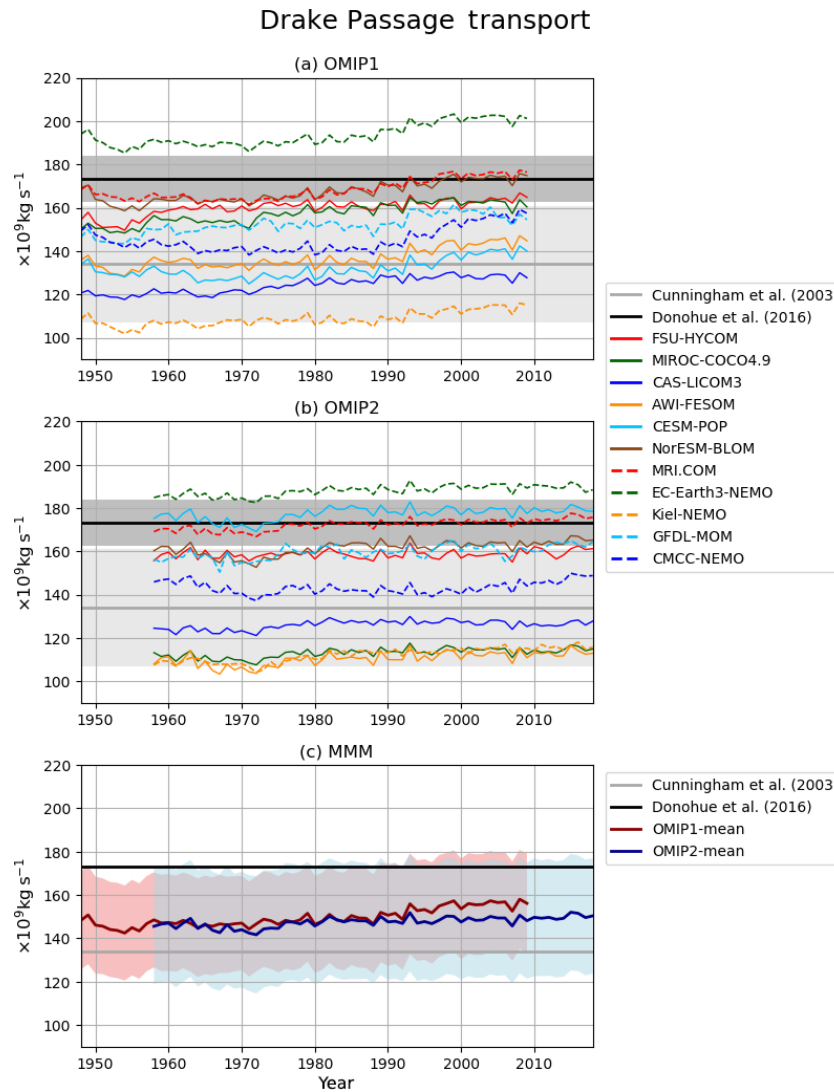 Drake Passage transport
(a) OMIP1
220
200
180
160
140
120
100
×10⁹kg s⁻¹
1950 1960 1970 1980 1990 2000 2010
Cunningham et al. (2003)
Donohue et al. (2016)
FSU-HYCOM
MIROC-COCO4.9
CAS-LICOM3
AWI-FESOM
CESM-POP
NorESM-BLOM
MRI.COM
EC-Earth3-NEMO
Kiel-NEMO
GFDL-MOM
CMCC-NEMO
(b) OMIP2
220
200
180
160
140
120
100
×10⁹kg s⁻¹
1950 1960 1970 1980 1990 2000 2010
(c) MMM
220
200
180
160
140
120
100
×10⁹kg s⁻¹
1950 1960 1970 1980 1990 2000 2010
Year
Cunningham et al. (2003)
Donohue et al. (2016)
OMIP1-mean
OMIP2-mean